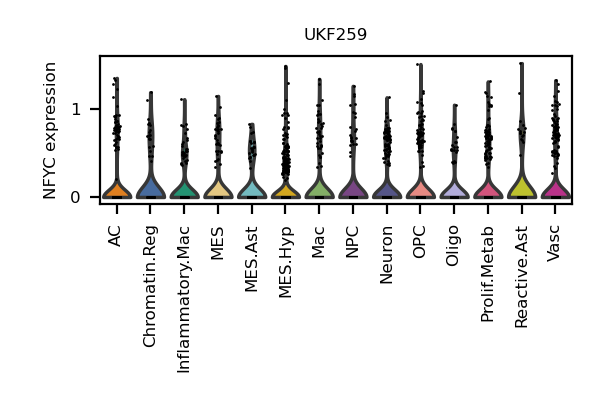 UKF259
NFYC expression
1
0
AC
Chromatin.Reg
Inflammatory.Mac
MES
MES.Ast
MES.Hyp
Mac
NPC
Neuron
OPC
Oligo
Prolif.Metab
Reactive.Ast
Vasc